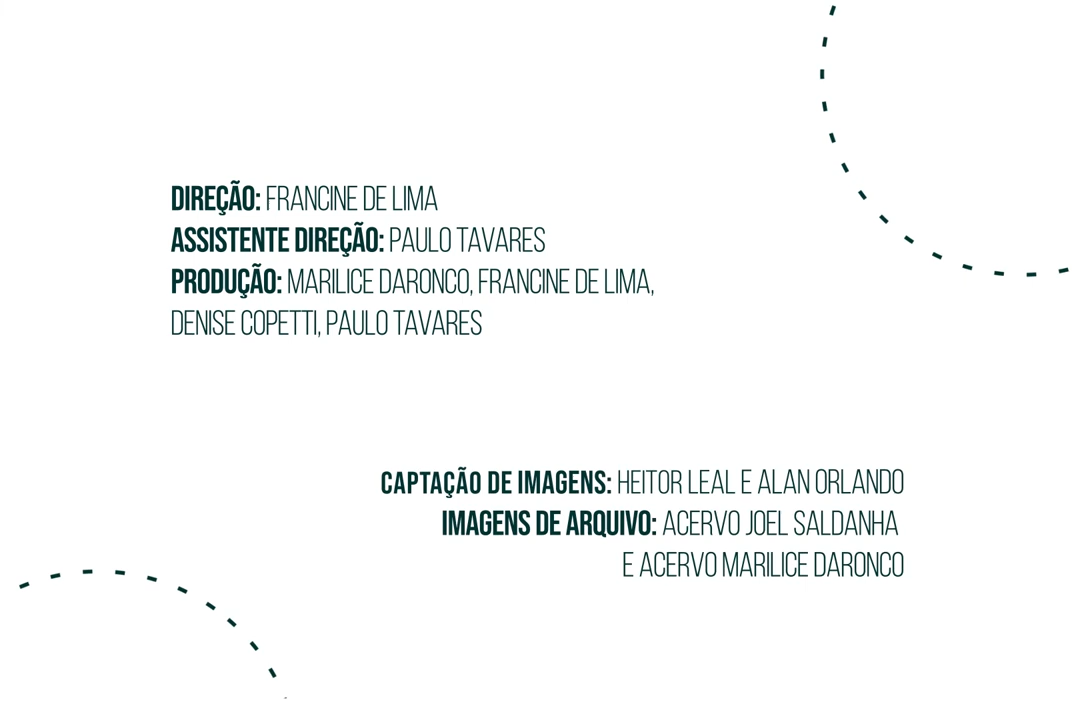 DIREÇÃO: FRANCINE DE LIMA
ASSISTENTE DIREÇÃO: PAULO TAVARES
PRODUÇÃO: MARILICE DARONCO, FRANCINE DE LIMA,
DENISE COPETTI, PAULO TAVARES
CAPTAÇÃO DE IMAGENS: HEITOR LEAL E ALAN ORLANDO
IMAGENS DE ARQUIVO: ACERVO JOEL SALDANHA
E ACERVO MARILICE DARONCO